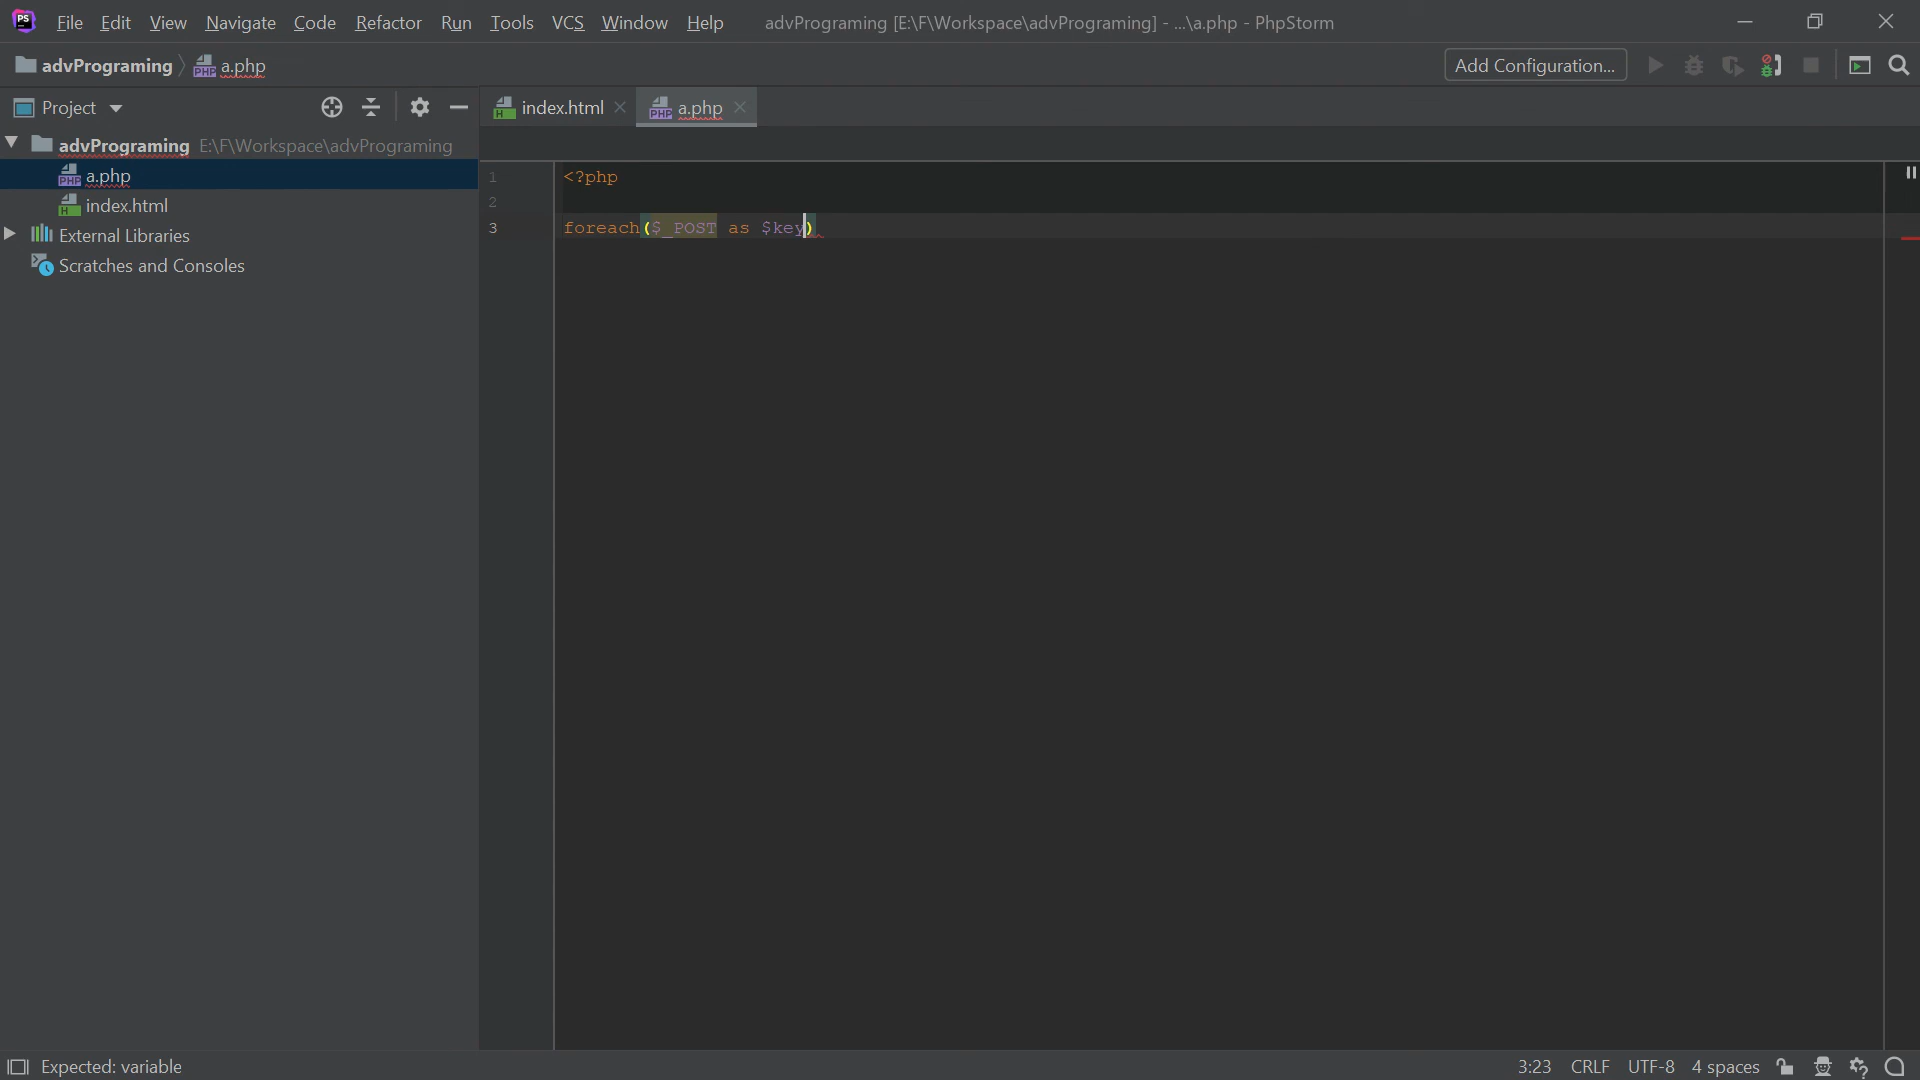 PS File Edit View Navigate Code Refactor Run Tools VCS Window Help advPrograming [E:\F\Workspace\advPrograming] - ...\a.php - PhpStorm
advPrograming a.php Add Configuration...
Project index.html a.php
advPrograming E:\F\Workspace\advPrograming
a.php
index.html
External Libraries
Scratches and Consoles
1 <?php
2
3 foreach($_POST as $key)
Expected: variable 3:23 CRLF UTF-8 4 spaces